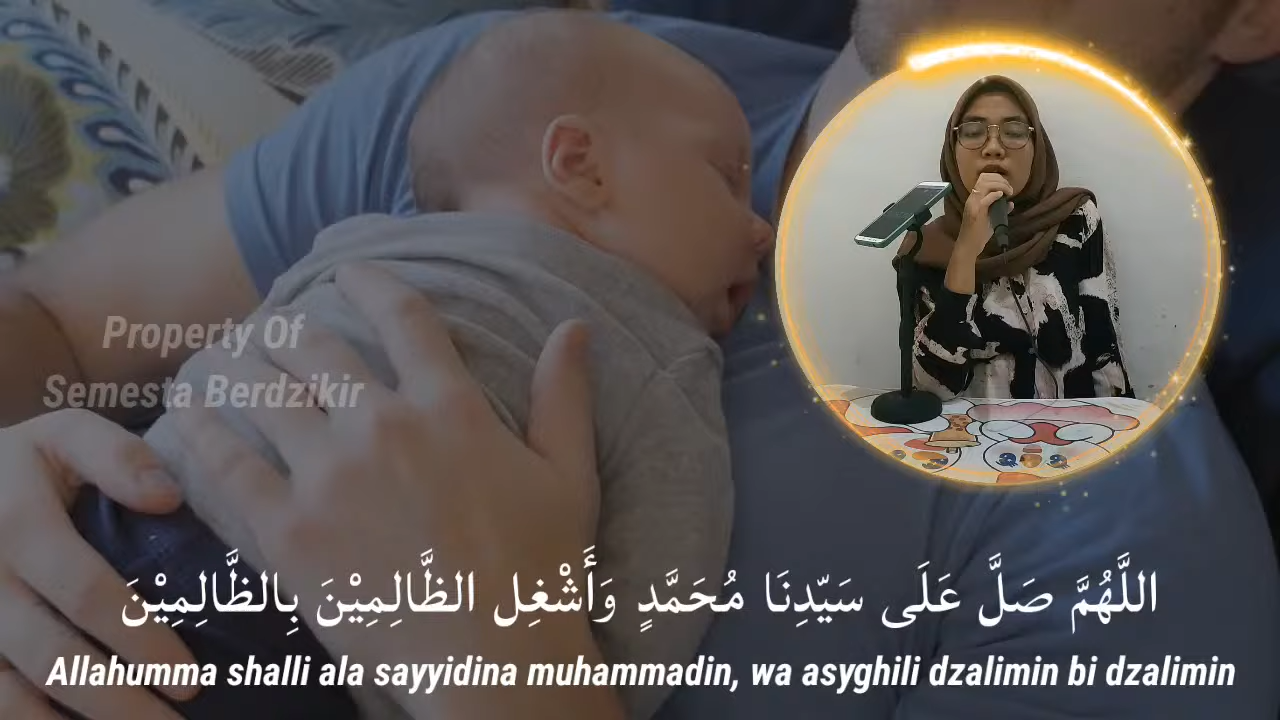 Property Of
Semesta Berdzikir
اللَّهُمَّ صَلَّ عَلَى سَيّدِنَا مُحَمَّدٍ وَأَشْغِل الظَّالِمِيْنَ بِالظَّالِمِيْنَ
Allahumma shalli ala sayyidina muhammadin, wa asyghili dzalimin bi dzalimin